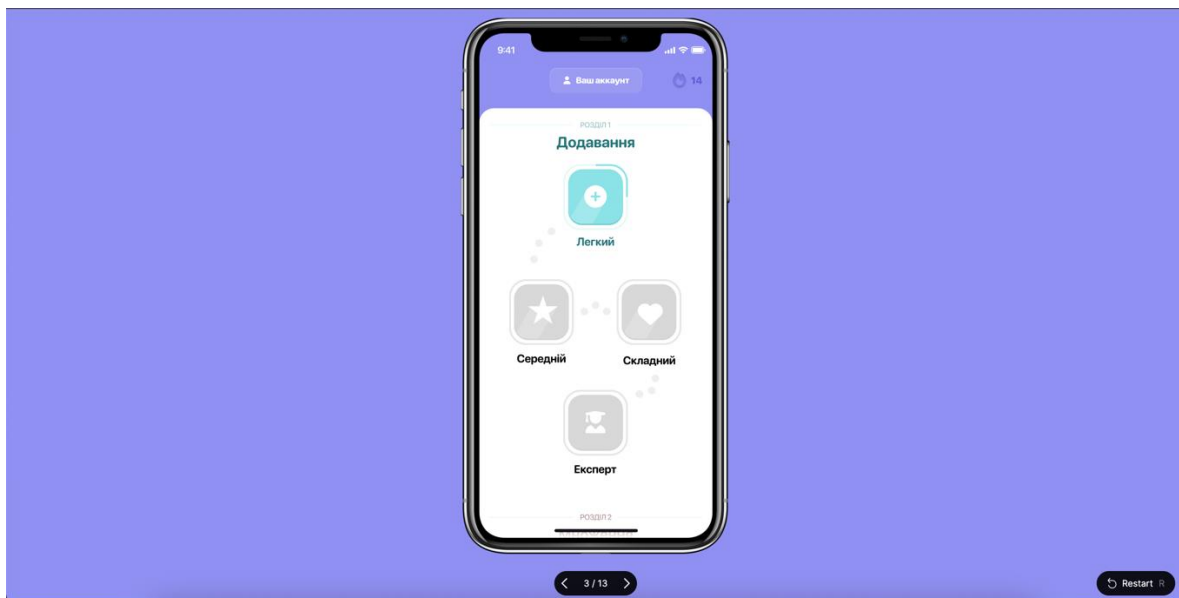 9:41
Ваш аккаунт
14
РОЗДІЛ 1
Додавання
Легкий
Середній
Складний
Експерт
РОЗДІЛ 2
3 / 13
Restart R